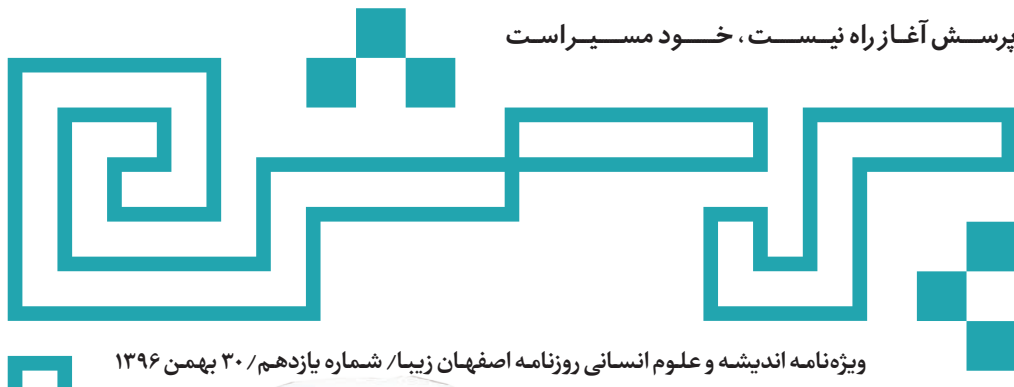 پرسش آغاز راه نیست، خود مسیر است
پرسش
ویژه‌نامه اندیشه و علوم انسانی روزنامه اصفهان زیبا/ شماره یازدهم/ ۳۰ بهمن ۱۳۹۶